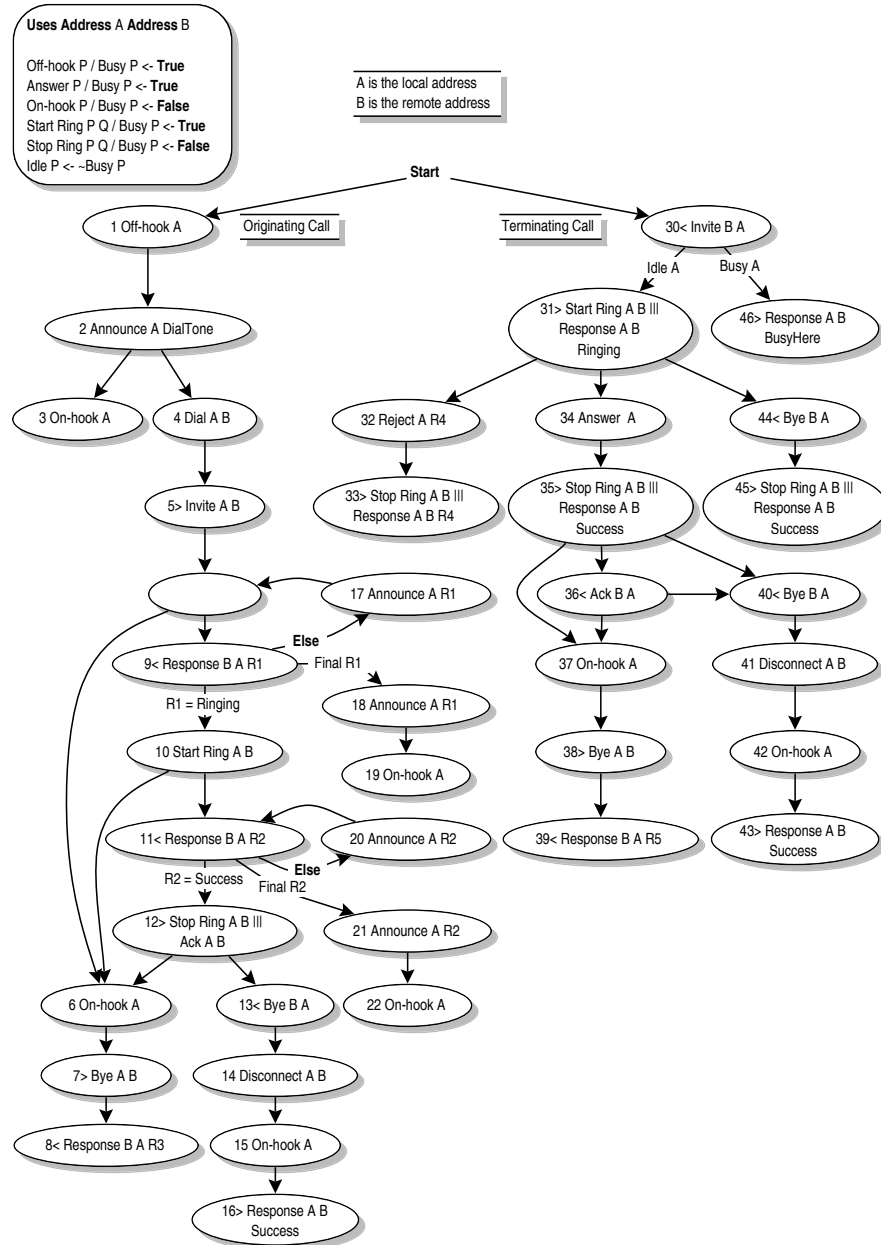 Uses Address A Address B
Off-hook P / Busy P <- True
Answer P / Busy P <- True
On-hook P / Busy P <- False
Start Ring P Q / Busy P <- True
Stop Ring P Q / Busy P <- False
Idle P <- ~Busy P
A is the local address
B is the remote address
Start
1 Off-hook A
Originating Call
Terminating Call
30< Invite B A
Idle A
Busy A
2 Announce A DialTone
31> Start Ring A B |||
Response A B
Ringing
46> Response A B
BusyHere
3 On-hook A
4 Dial A B
32 Reject A R4
34 Answer A
44< Bye B A
5> Invite A B
33> Stop Ring A B |||
Response A B R4
35> Stop Ring A B |||
Response A B
Success
45> Stop Ring A B |||
Response A B
Success
17 Announce A R1
36< Ack B A
40< Bye B A
Else
9< Response B A R1
Final R1
37 On-hook A
41 Disconnect A B
R1 = Ringing
18 Announce A R1
10 Start Ring A B
38> Bye A B
42 On-hook A
19 On-hook A
11< Response B A R2
20 Announce A R2
39< Response B A R5
43> Response A B
Success
Else
R2 = Success
Final R2
12> Stop Ring A B |||
Ack A B
21 Announce A R2
6 On-hook A
13< Bye B A
22 On-hook A
7> Bye A B
14 Disconnect A B
8< Response B A R3
15 On-hook A
16> Response A B
Success